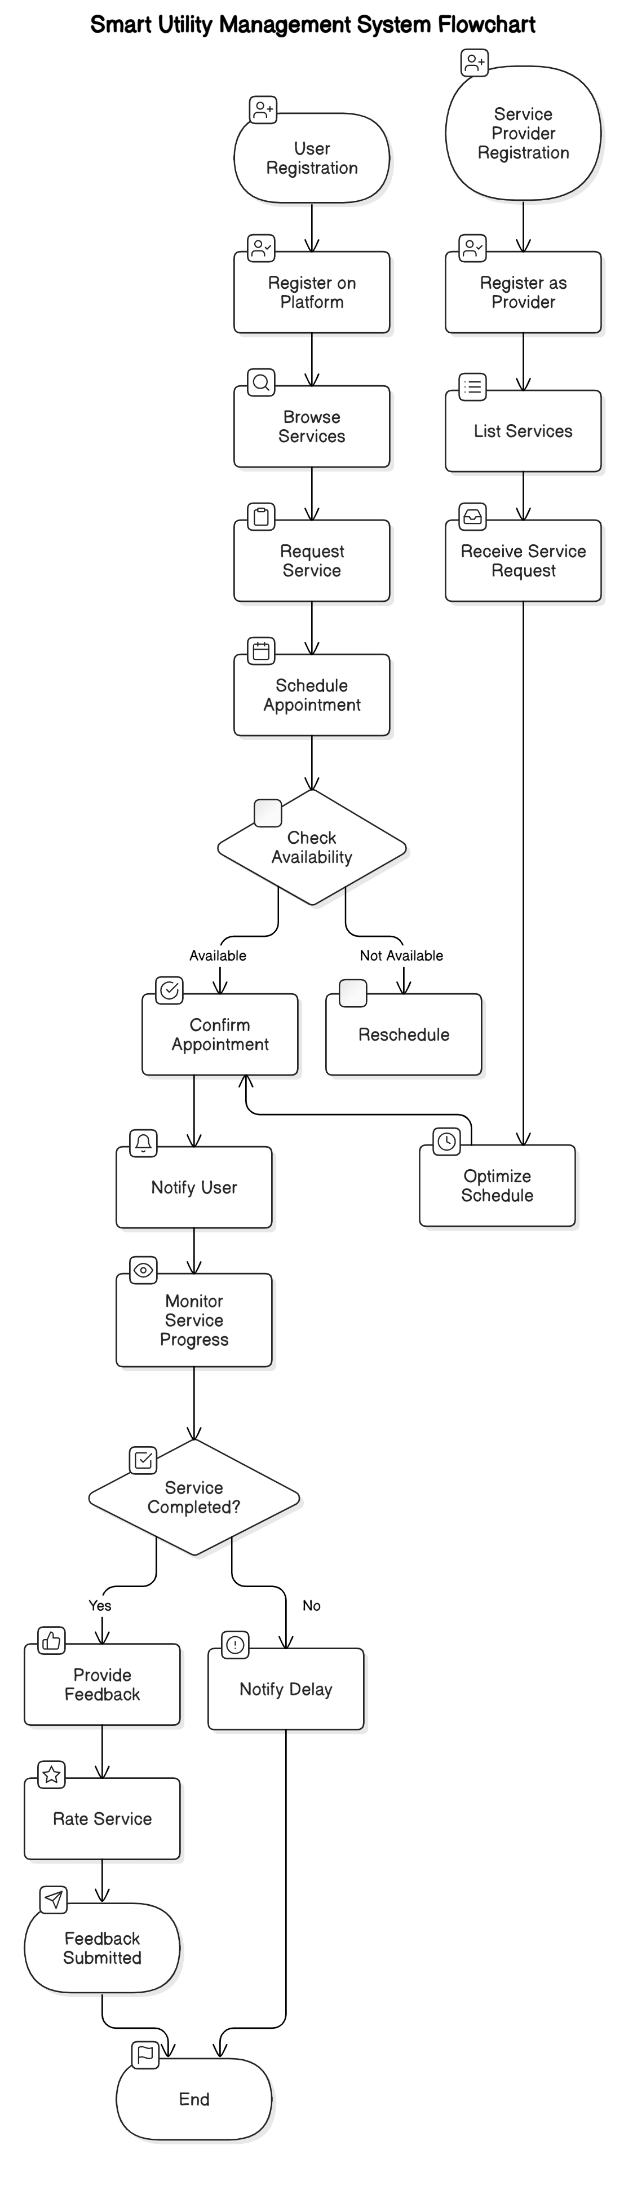 Smart Utility Management System Flowchart
User
Registration
Service
Provider
Registration
Register on
Platform
Register as
Provider
Browse
Services
List Services
Request
Service
Receive Service
Request
Schedule
Appointment
Check
Availability
Available
Not Available
Confirm
Appointment
Reschedule
Notify User
Optimize
Schedule
Monitor
Service
Progress
Service
Completed?
Yes
No
Provide
Feedback
Notify Delay
Rate Service
Feedback
Submitted
End